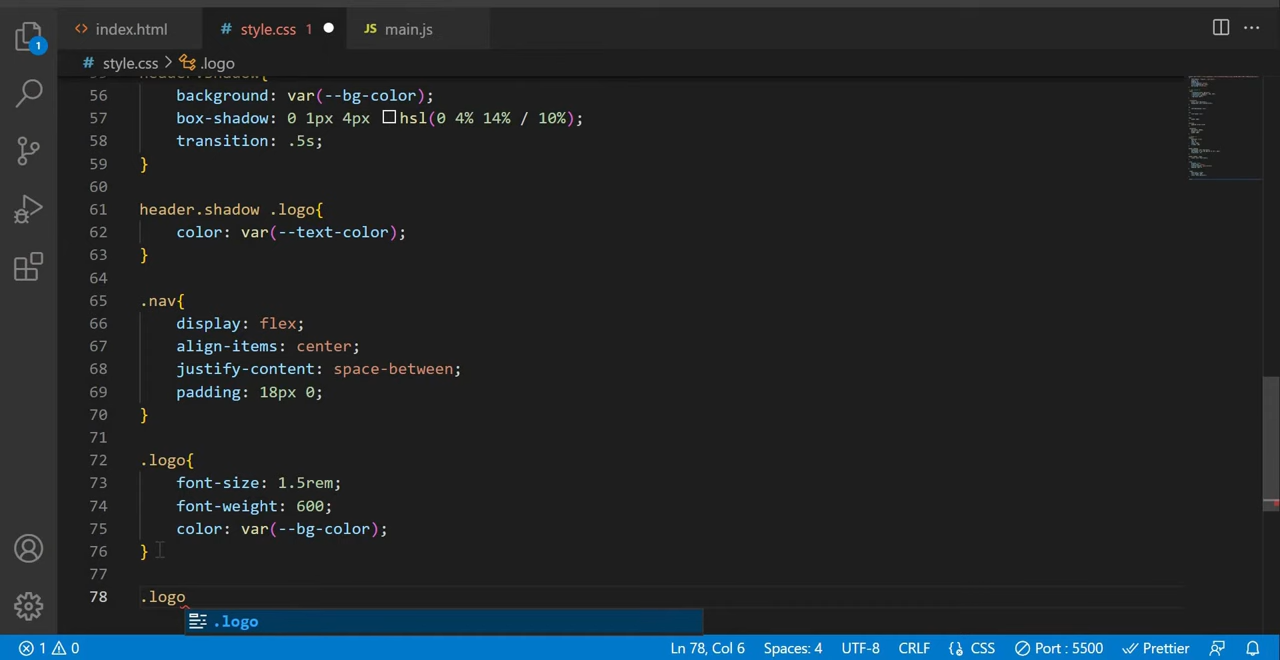 index.html
style.css 1
JS main.js
1
# style.css > .logo
55 header.shadow{
56 background: var(--bg-color);
57 box-shadow: 0 1px 4px hsl(0 4% 14% / 10%);
58 transition: .5s;
59 }
60
61 header.shadow .logo{
62 color: var(--text-color);
63 }
64
65 .nav{
66 display: flex;
67 align-items: center;
68 justify-content: space-between;
69 padding: 18px 0;
70 }
71
72 .logo{
73 font-size: 1.5rem;
74 font-weight: 600;
75 color: var(--bg-color);
76 }
77
78 .logo
.logo
1 0 Ln 78, Col 6 Spaces: 4 UTF-8 CRLF {} CSS Port : 5500 Prettier